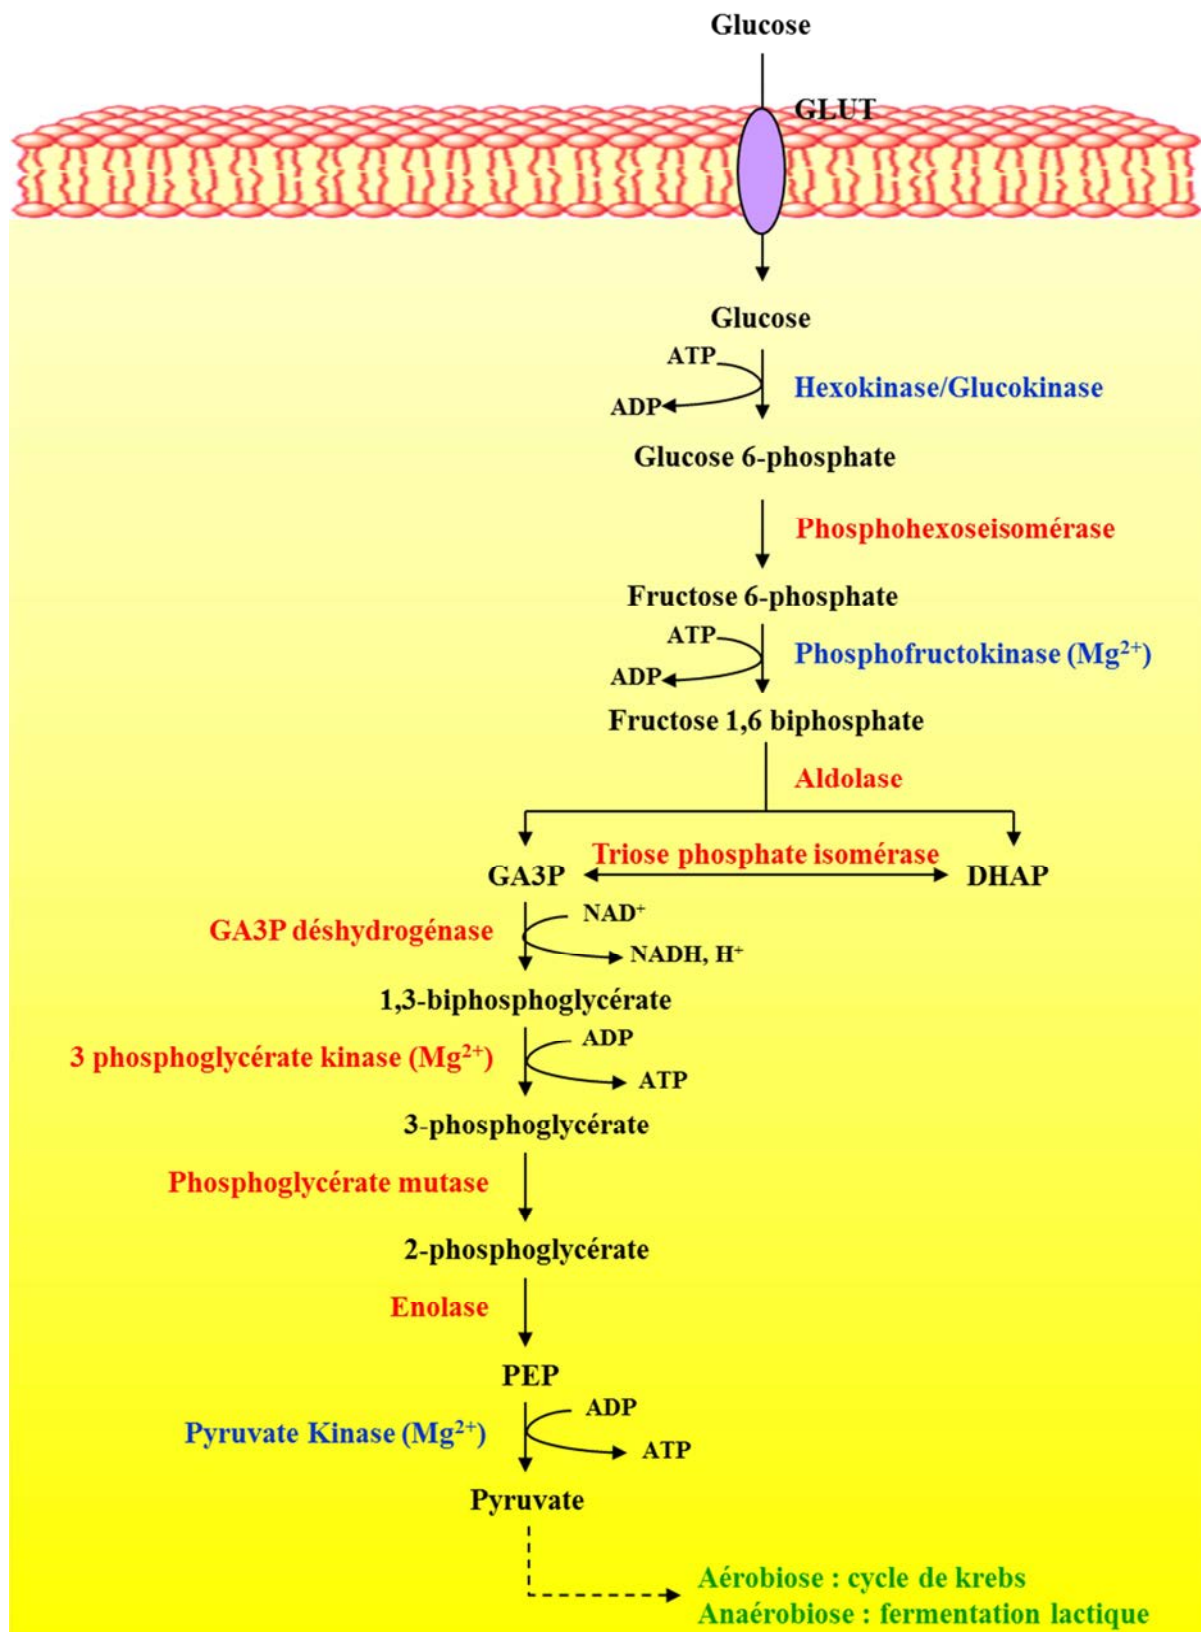 Glucose
GLUT
Glucose
ATP
Hexokinase/Glucokinase
ADP
Glucose 6-phosphate
Phosphohexoseisomérase
Fructose 6-phosphate
ATP
Phosphofructokinase (Mg²⁺)
ADP
Fructose 1,6 biphosphate
Aldolase
Triose phosphate isomérase
GA3P
DHAP
NAD⁺
GA3P déshydrogénase
NADH, H⁺
1,3-biphosphoglycérate
ADP
3 phosphoglycérate kinase (Mg²⁺)
ATP
3-phosphoglycérate
Phosphoglycérate mutase
2-phosphoglycérate
Enolase
PEP
ADP
Pyruvate Kinase (Mg²⁺)
ATP
Pyruvate
Aérobiose : cycle de krebs
Anaérobiose : fermentation lactique